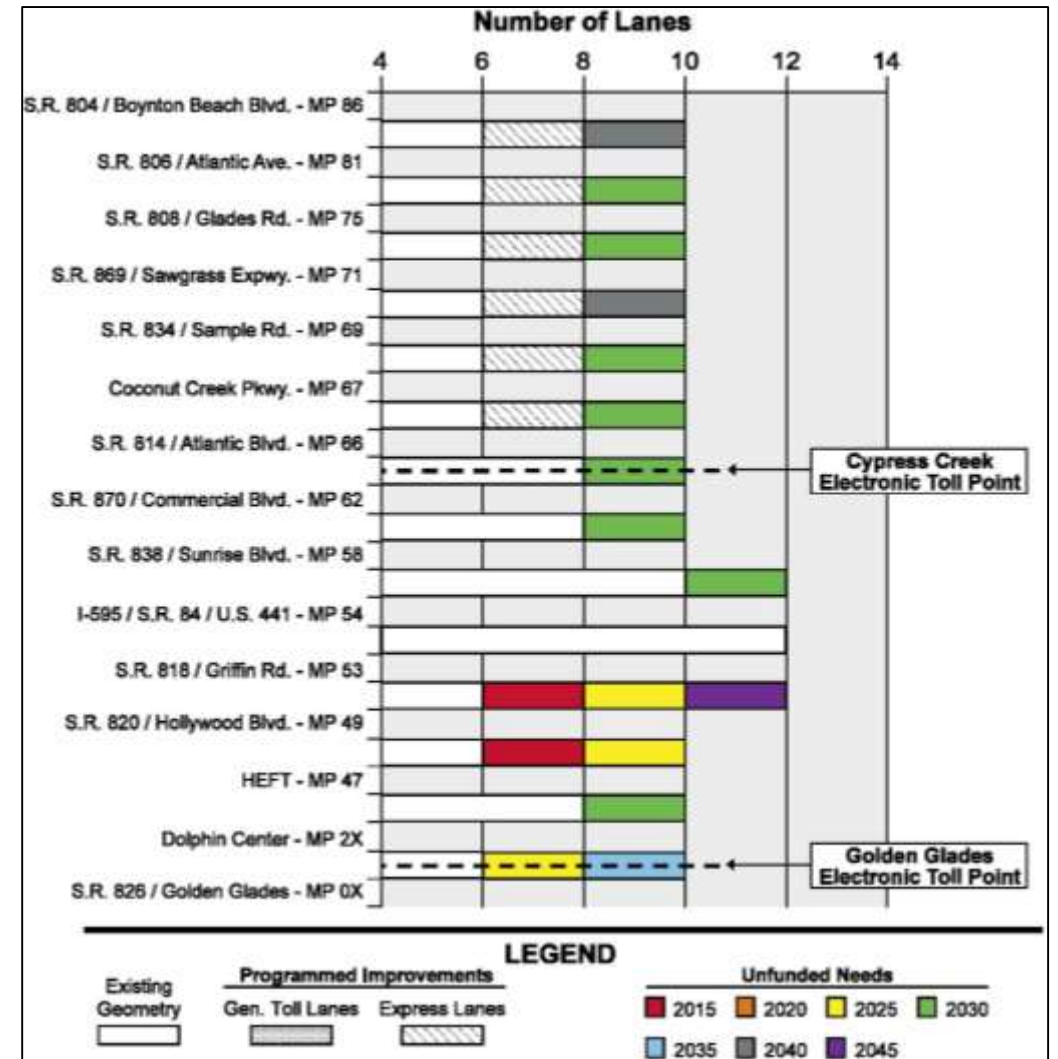 Number of Lanes
4 6 8 10 12 14
S.R. 804 / Boynton Beach Blvd. - MP 86
S.R. 806 / Atlantic Ave. - MP 81
S.R. 808 / Glades Rd. - MP 75
S.R. 869 / Sawgrass Expwy. - MP 71
S.R. 834 / Sample Rd. - MP 69
Coconut Creek Pkwy. - MP 67
S.R. 814 / Atlantic Blvd. - MP 66
Cypress Creek
Electronic Toll Point
S.R. 870 / Commercial Blvd. - MP 62
S.R. 838 / Sunrise Blvd. - MP 58
I-595 / S.R. 84 / U.S. 441 - MP 54
S.R. 818 / Griffin Rd. - MP 53
S.R. 820 / Hollywood Blvd. - MP 49
HEFT - MP 47
Dolphin Center - MP 2X
Golden Glades
Electronic Toll Point
S.R. 826 / Golden Glades - MP 0X
LEGEND
Existing
Geometry
Programmed Improvements
Gen. Toll Lanes Express Lanes
Unfunded Needs
2015 2020 2025 2030
2035 2040 2045